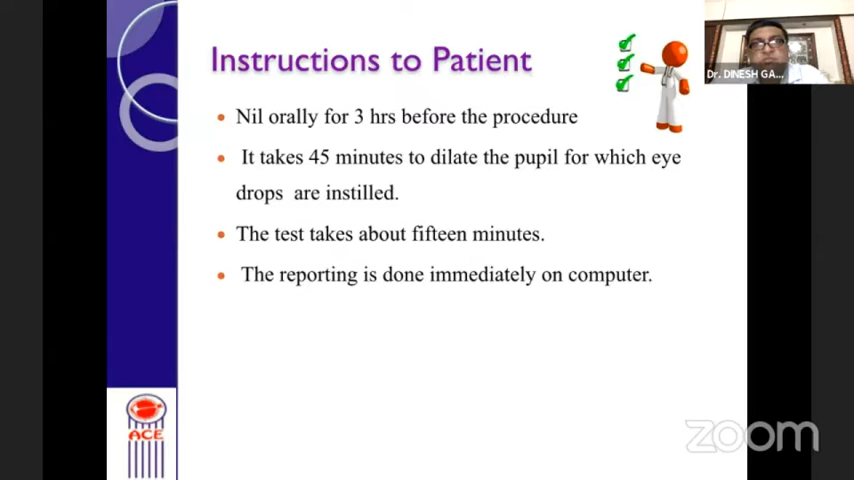 Instructions to Patient
Nil orally for 3 hrs before the procedure
It takes 45 minutes to dilate the pupil for which eye
drops are instilled.
The test takes about fifteen minutes.
The reporting is done immediately on computer.
Dr. DINESH GA...
ACE
zoom